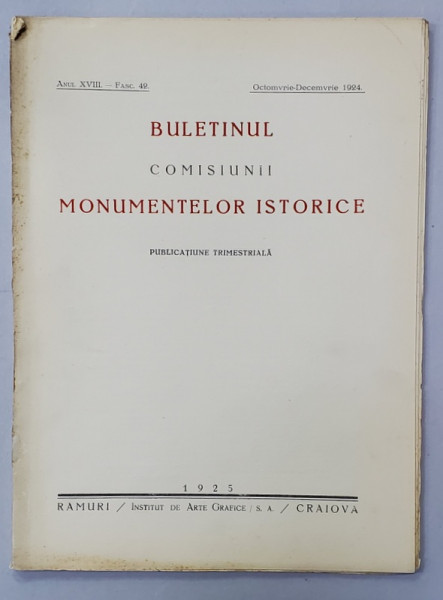 Anul XVIII. — Fasc. 42. Octomvrie-Decemvrie 1924.
BULETINUL
COMISIUNII
MONUMENTELOR ISTORICE
PUBLICAȚIUNE TRIMESTRIALĂ
1925
RAMURI / Institut de Arte Grafice / S. A. / CRAIOVA